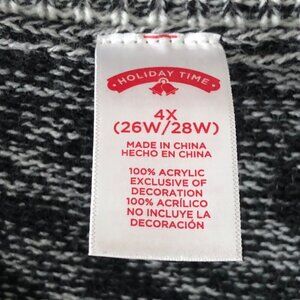 HOLIDAY TIME
4X
(26W/28W)
MADE IN CHINA
HECHO EN CHINA
100% ACRYLIC
EXCLUSIVE OF
DECORATION
100% ACRÍLICO
NO INCLUYE LA
DECORACIÓN